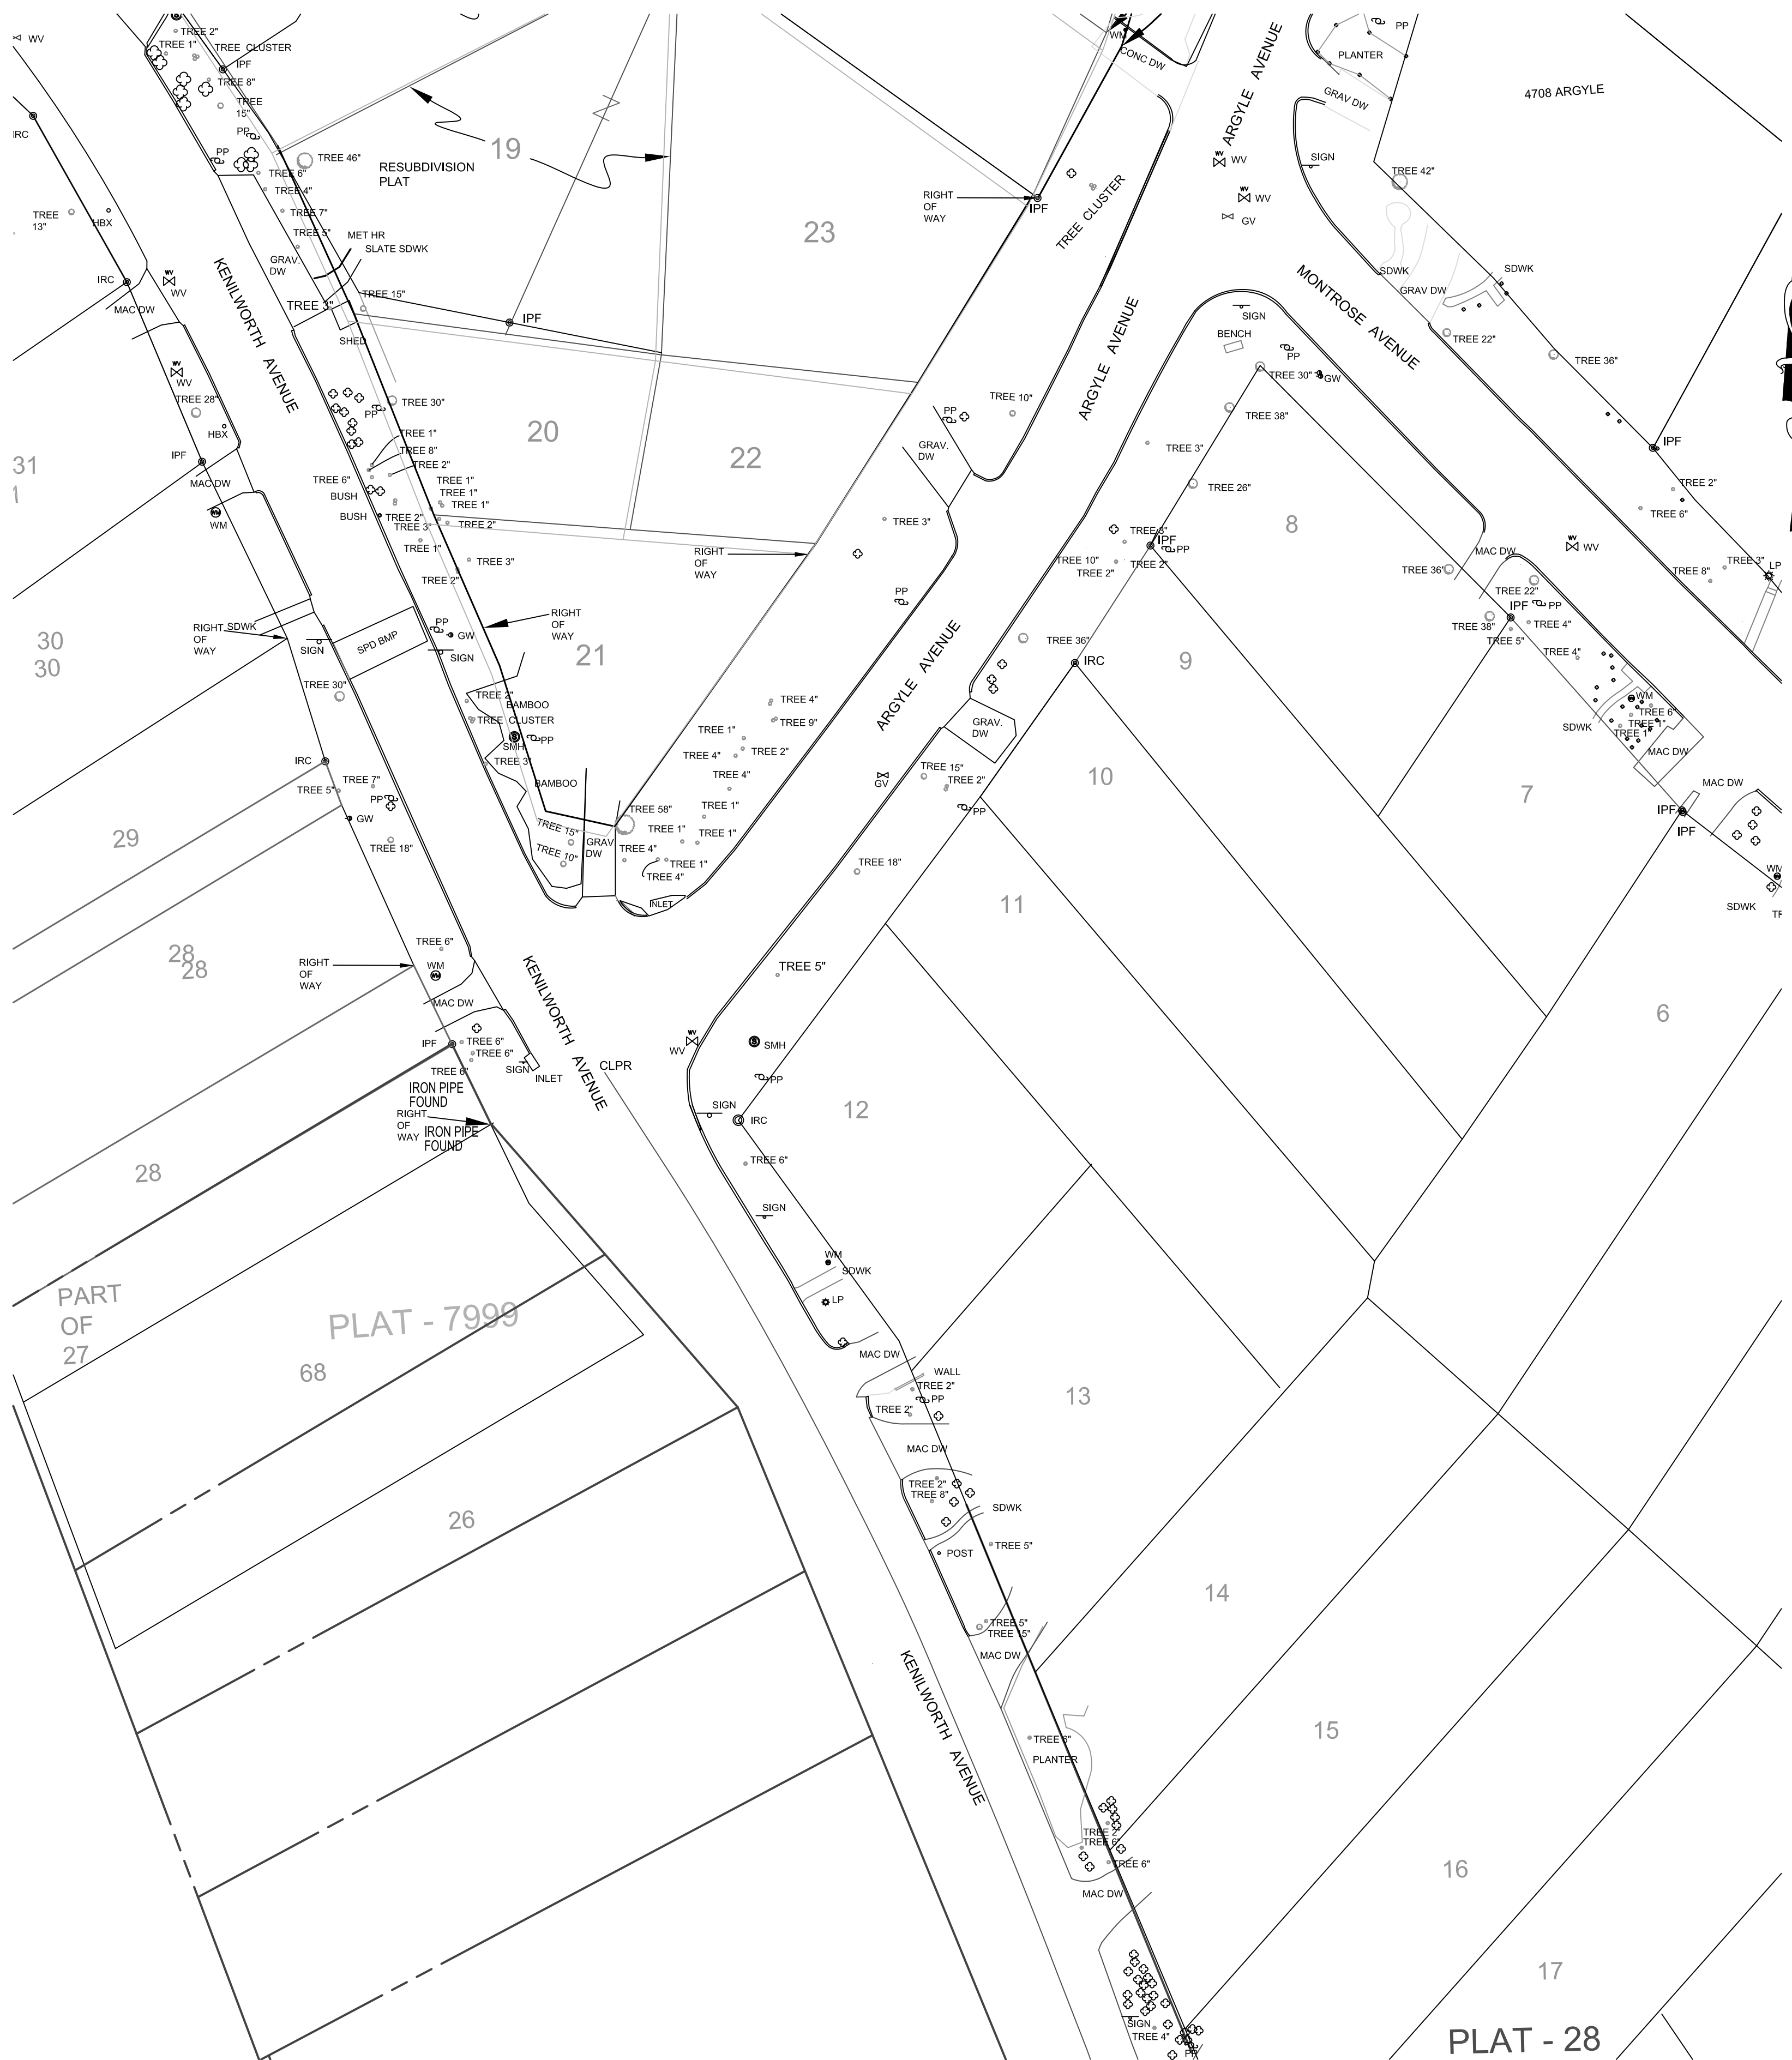 WV
TREE 2"
TREE 1"
TREE CLUSTER
IPF
TREE 8"
TREE
15"
PP
PP
IRC
TREE 46"
TREE 6"
TREE 4"
TREE 7"
TREE 5"
TREE
13"
HBX
19
RESUBDIVISION
PLAT
WM
CONC DW
ARGYLE AVENUE
ARGYLE AVENUE
PP
PLANTER
GRAV DW
4708 ARGYLE
SIGN
TREE 42"
WV
WV
WV
WV
GV
RIGHT
OF
WAY
IPF
TREE CLUSTER
23
MET HR
SLATE SDWK
GRAV.
DW
KENILWORTH AVENUE
IRC
WV
WV
MAC DW
TREE 3"
TREE 15"
SHED
IPF
SDWK
SDWK
GRAV DW
MONTROSE AVENUE
SIGN
BENCH
PP
TREE 22"
TREE 36"
TREE 30"
GW
TREE 38"
ARGYLE AVENUE
WV
WV
TREE 28"
HBX
IPF
MAC DW
WM
PP
TREE 30"
TREE 1"
TREE 8"
TREE 2"
TREE 6"
BUSH
TREE 1"
TREE 1"
TREE 1"
BUSH
TREE 2"
TREE 3"
TREE 2"
TREE 1"
TREE 3"
TREE 2"
20
22
PP
TREE 10"
GRAV.
DW
TREE 3"
RIGHT
OF
WAY
TREE 3"
TREE 26"
8
IPF
TREE 2"
TREE 6"
31
1
TREE 3"
IPF
PP
TREE 10"
TREE 2"
TREE 2"
WV
WV
MAC DW
TREE 36"
TREE 3"
TREE 8"
LP
TREE 22"
IPF
PP
TREE 38"
TREE 4"
TREE 5"
TREE 4"
PP
30
30
RIGHT
OF
WAY
SDWK
SIGN
SPD BMP
PP
GW
SIGN
RIGHT
OF
WAY
21
ARGYLE AVENUE
TREE 36"
IRC
9
TREE 30"
TREE 2"
BAMBOO
TREE CLUSTER
SMH
PP
TREE 3"
BAMBOO
TREE 4"
TREE 9"
TREE 1"
TREE 2"
TREE 4"
TREE 4"
TREE 1"
GRAV.
DW
WM
TREE 6"
TREE 1"
TREE 1"
SDWK
MAC DW
MAC DW
IRC
TREE 7"
TREE 5"
PP
GW
TREE 18"
29
TREE 58"
TREE 15"
TREE 10"
GRAV.
DW
TREE 1"
TREE 1"
TREE 4"
TREE 1"
TREE 4"
INLET
GV
TREE 15"
TREE 2"
PP
10
7
IPF
IPF
TREE 18"
11
WM
SDWK
28
28
RIGHT
OF
WAY
TREE 6"
WM
MAC DW
KENILWORTH AVENUE
TREE 5"
6
IPF
TREE 6"
TREE 6"
TREE 6"
SIGN
INLET
CLPR
WV
WV
SMH
PP
IRON PIPE
FOUND
RIGHT
OF
WAY
IRON PIPE
FOUND
SIGN
IRC
12
28
TREE 6"
SIGN
WM
SDWK
LP
PART
OF
27
PLAT - 7999
68
MAC DW
WALL
TREE 2"
PP
TREE 2"
13
MAC DW
TREE 2"
TREE 8"
SDWK
26
POST
TREE 5"
14
TREE 5"
TREE 15"
MAC DW
KENILWORTH AVENUE
TREE 6"
PLANTER
15
TREE 2"
TREE 6"
TREE 6"
MAC DW
16
17
SIGN
TREE 4"
PP
PLAT - 28